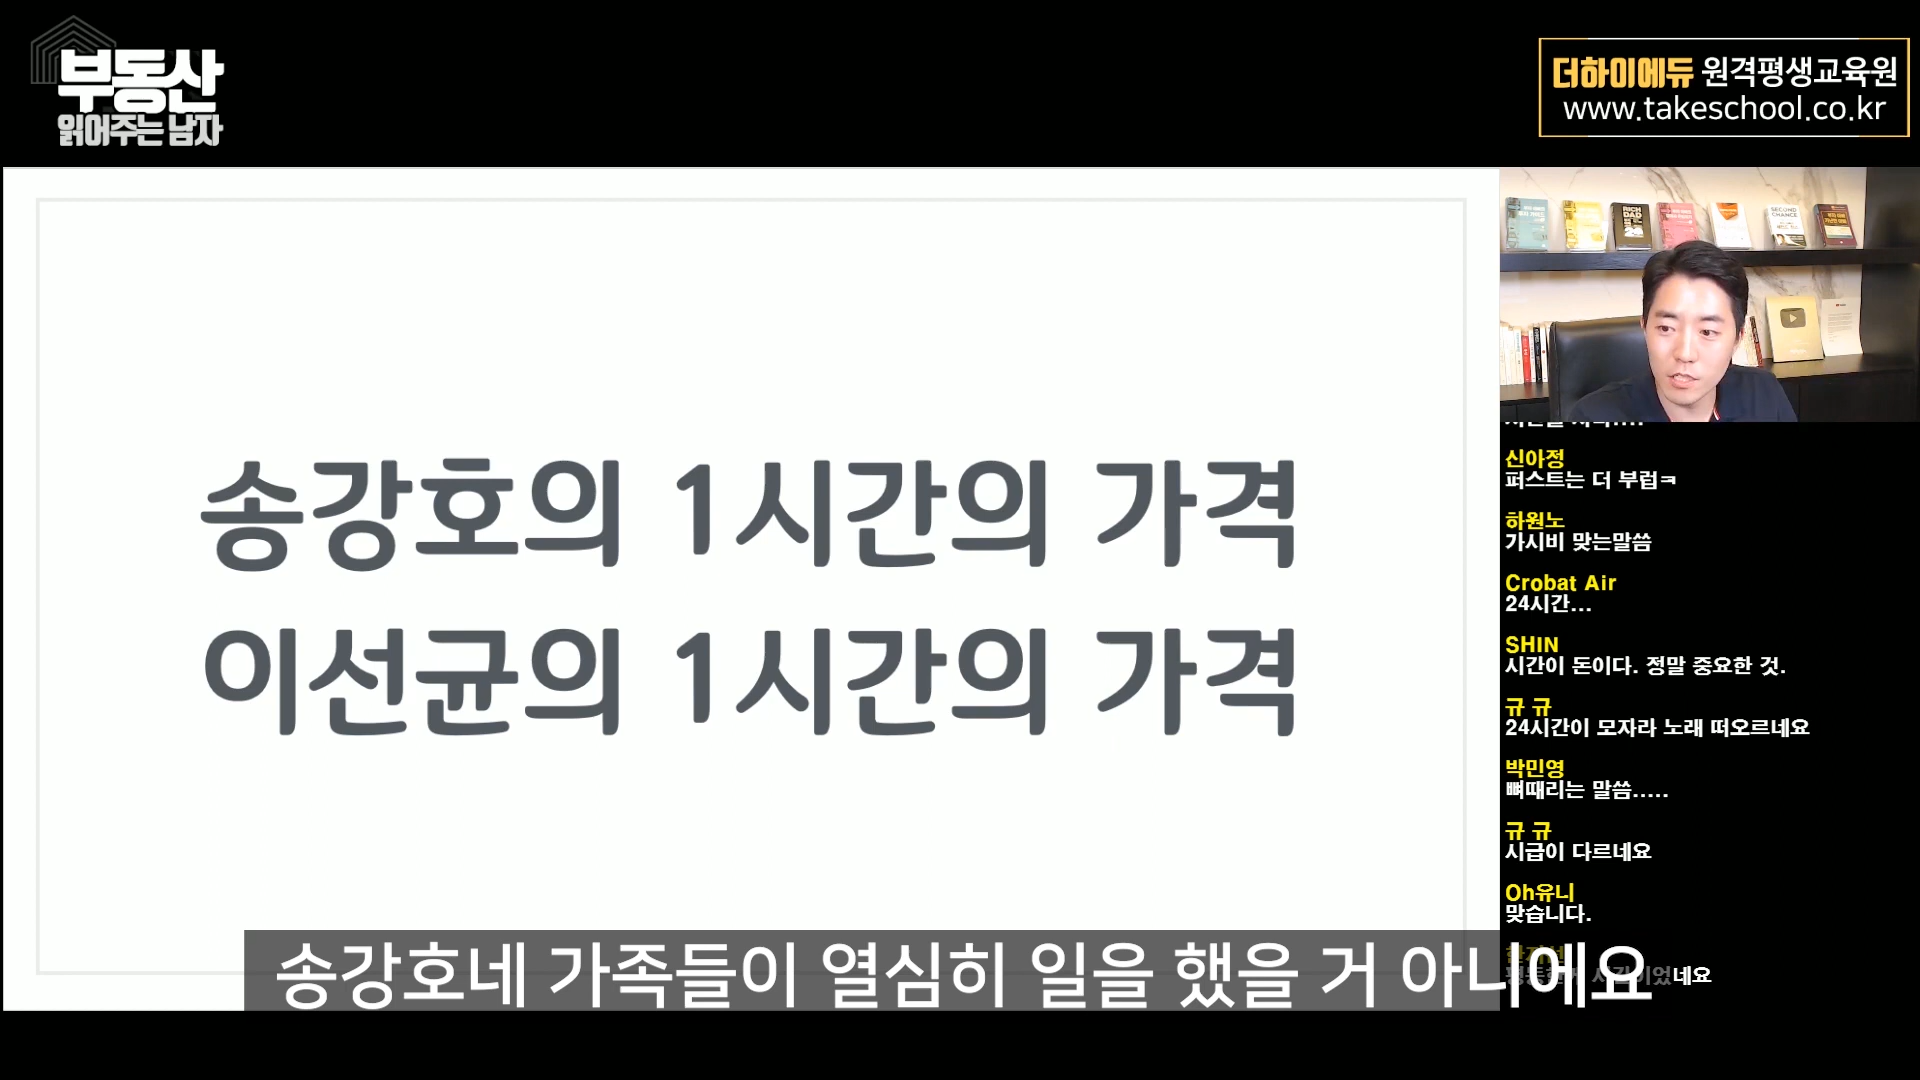 부동산
읽어주는 남자
더하이에듀 원격평생교육원
www.takeschool.co.kr
RICH
DAD
SECOND
CHANCE
송강호의 1시간의 가격
이선균의 1시간의 가격
신아정
퍼스트는 더 부럽ㅋ
하원노
가시비 맞는말씀
Crobat Air
24시간...
SHIN
시간이 돈이다. 정말 중요한 것.
규 규
24시간이 모자라 노래 떠오르네요
박민영
뼈때리는 말씀.....
규 규
시급이 다르네요
Oh유니
맞습니다.
네요
송강호네 가족들이 열심히 일을 했을 거 아니에요